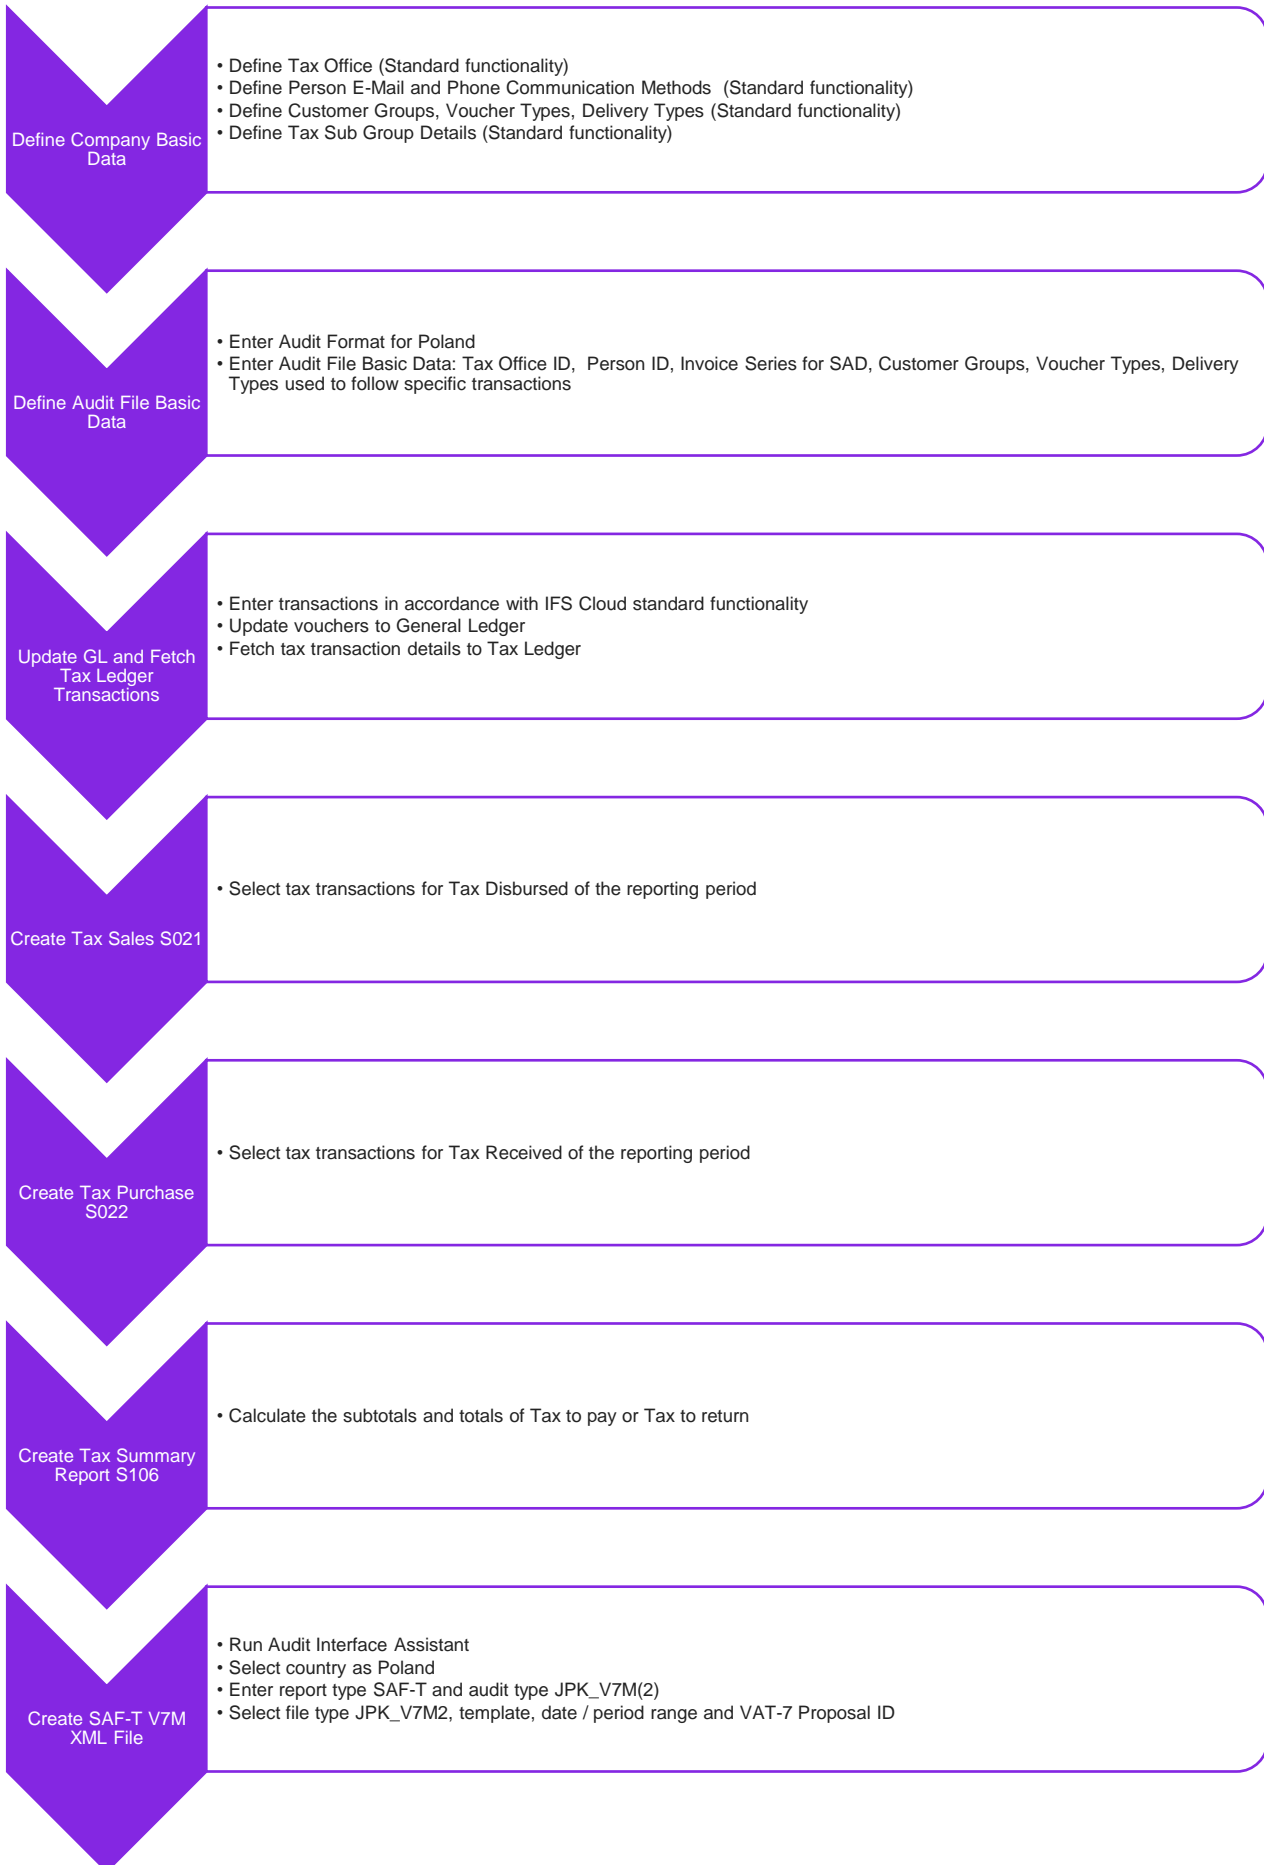 Define Company Basic
Data
• Define Tax Office (Standard functionality)
• Define Person E-Mail and Phone Communication Methods  (Standard functionality)
• Define Customer Groups, Voucher Types, Delivery Types (Standard functionality)
• Define Tax Sub Group Details (Standard functionality)
Define Audit File Basic
Data
• Enter Audit Format for Poland
• Enter Audit File Basic Data: Tax Office ID,  Person ID, Invoice Series for SAD, Customer Groups, Voucher Types, Delivery
Types used to follow specific transactions
Update GL and Fetch
Tax Ledger
Transactions
• Enter transactions in accordance with IFS Cloud standard functionality
• Update vouchers to General Ledger
• Fetch tax transaction details to Tax Ledger
Create Tax Sales S021
• Select tax transactions for Tax Disbursed of the reporting period
Create Tax Purchase
S022
• Select tax transactions for Tax Received of the reporting period
Create Tax Summary
Report S106
• Calculate the subtotals and totals of Tax to pay or Tax to return
Create SAF-T V7M
XML File
• Run Audit Interface Assistant
• Select country as Poland
• Enter report type SAF-T and audit type JPK_V7M(2)
• Select file type JPK_V7M2, template, date / period range and VAT-7 Proposal ID